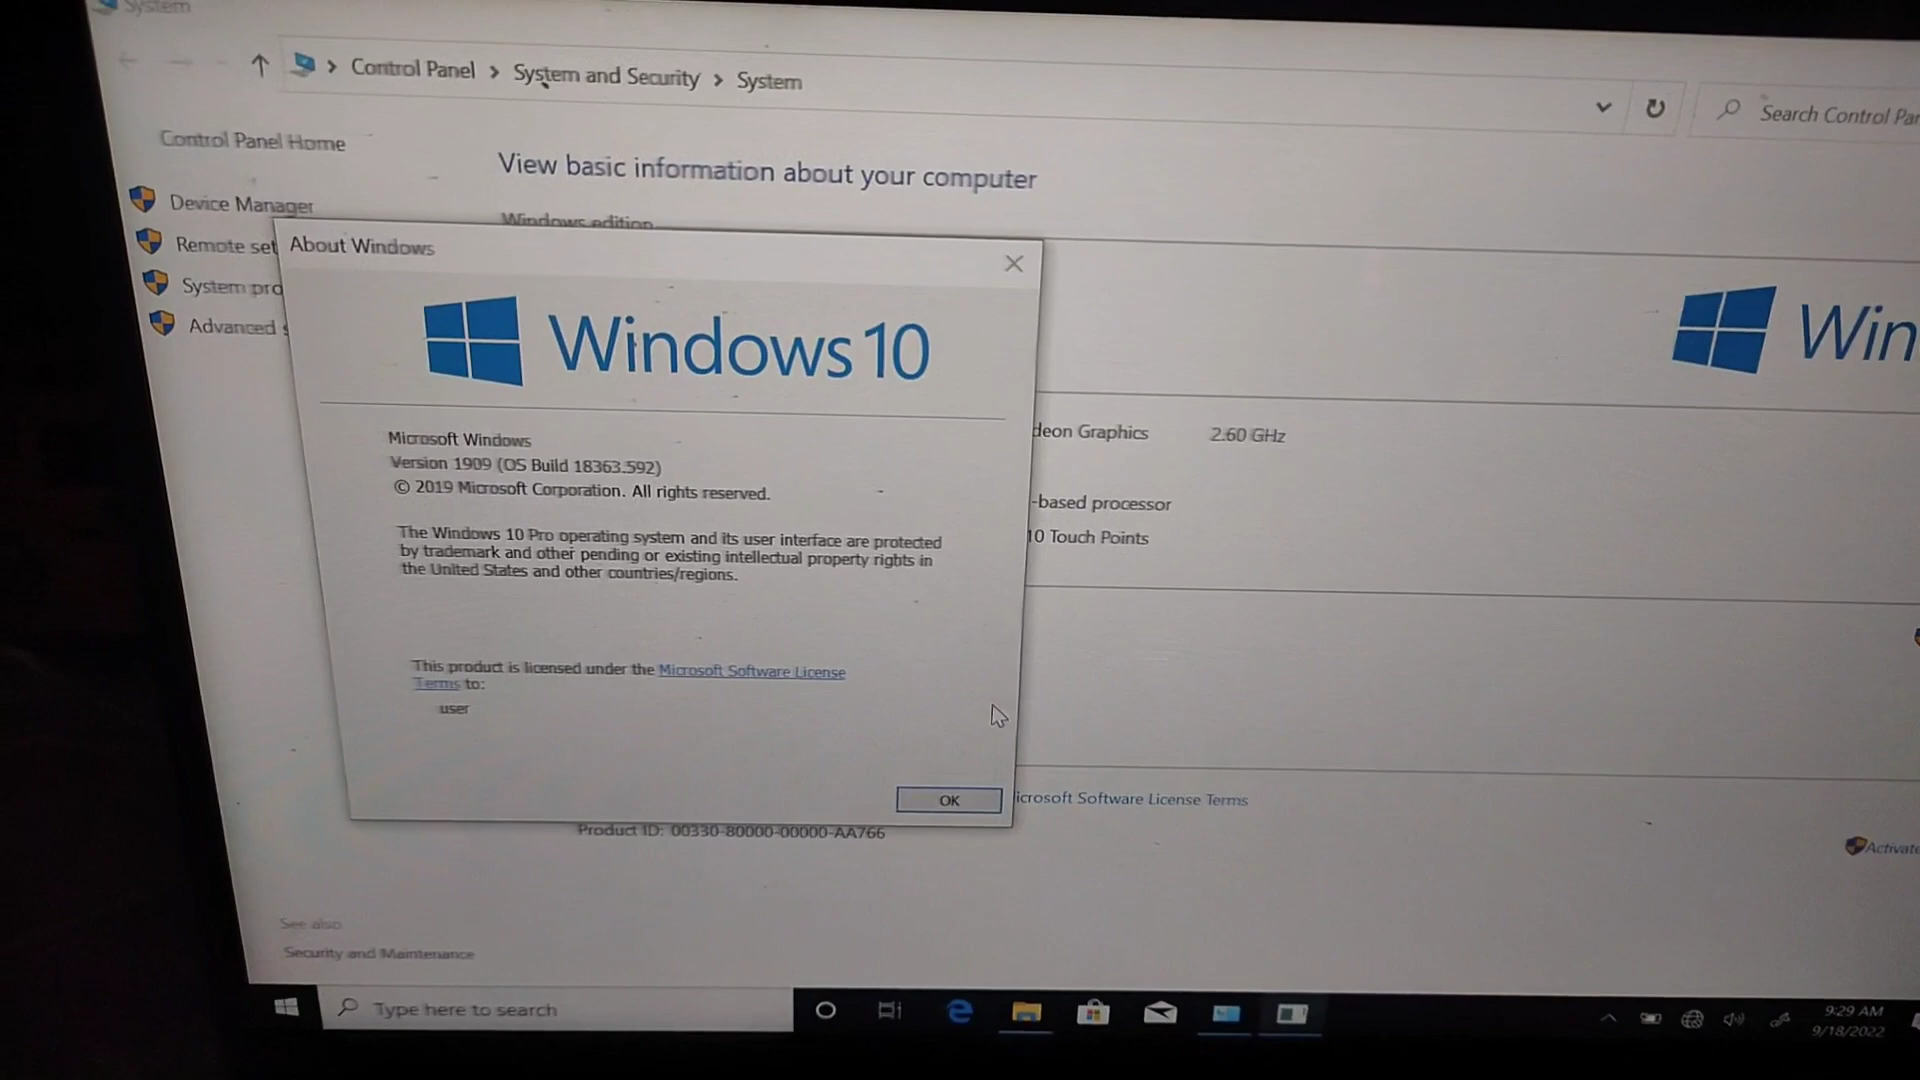 System
Control Panel > System and Security > System
Search Control Par
Control Panel Home
View basic information about your computer
Device Manager
Windows edition
Remote set
System pro
Advanced s
About Windows
Windows 10
Win
Microsoft Windows
Version 1909 (OS Build 18363.592)
© 2019 Microsoft Corporation. All rights reserved.
The Windows 10 Pro operating system and its user interface are protected
by trademark and other pending or existing intellectual property rights in
the United States and other countries/regions.
This product is licensed under the Microsoft Software License
Terms to:
user
OK
deon Graphics 2.60 GHz
-based processor
10 Touch Points
icrosoft Software License Terms
Product ID: 00330-80000-00000-AA766
Activate
See also
Security and Maintenance
Type here to search
9:29 AM
9/18/2022